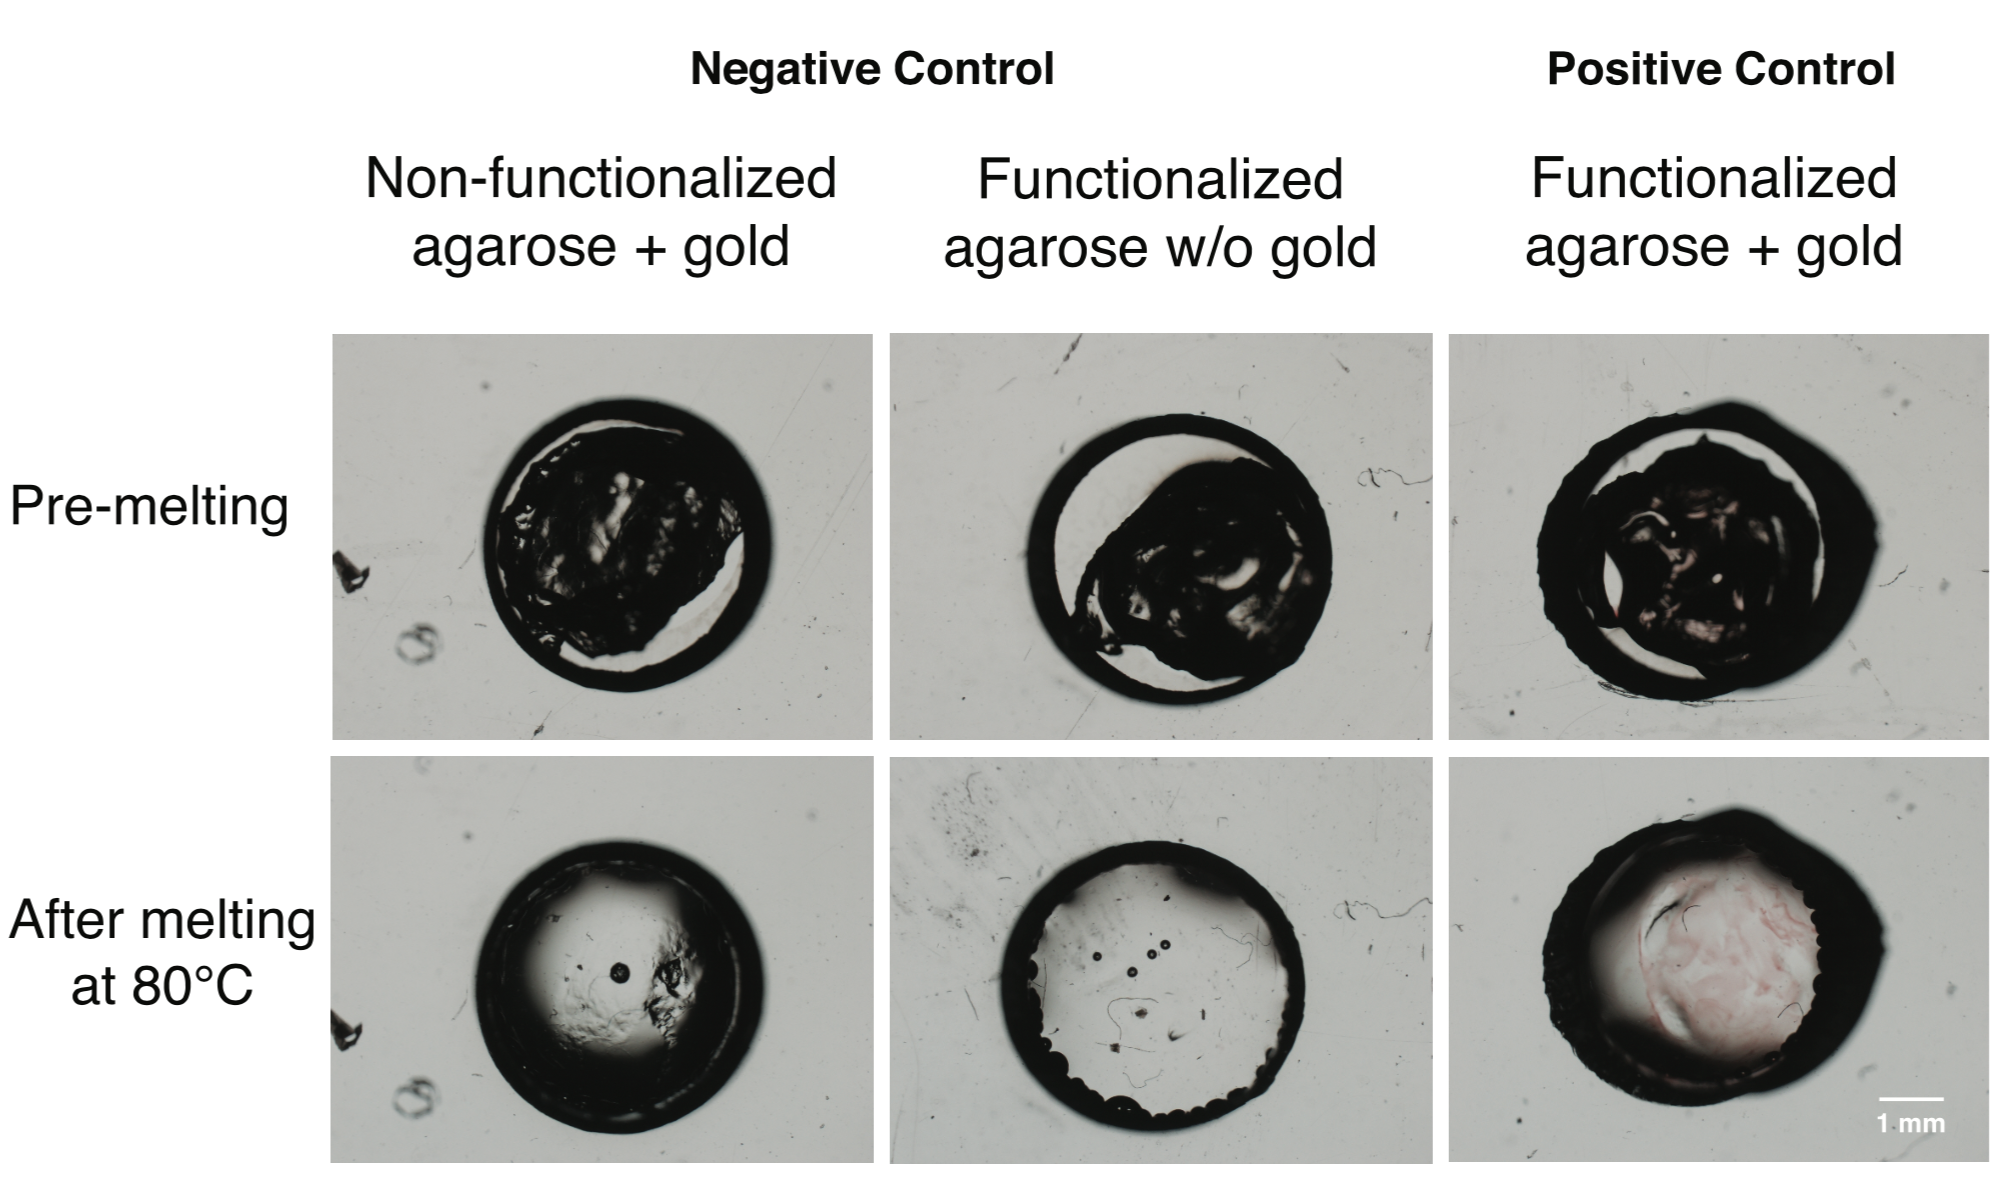 Negative Control
Positive Control
Non-functionalized
agarose + gold
Functionalized
agarose w/o gold
Functionalized
agarose + gold
Pre-melting
After melting
at 80°C
1 mm